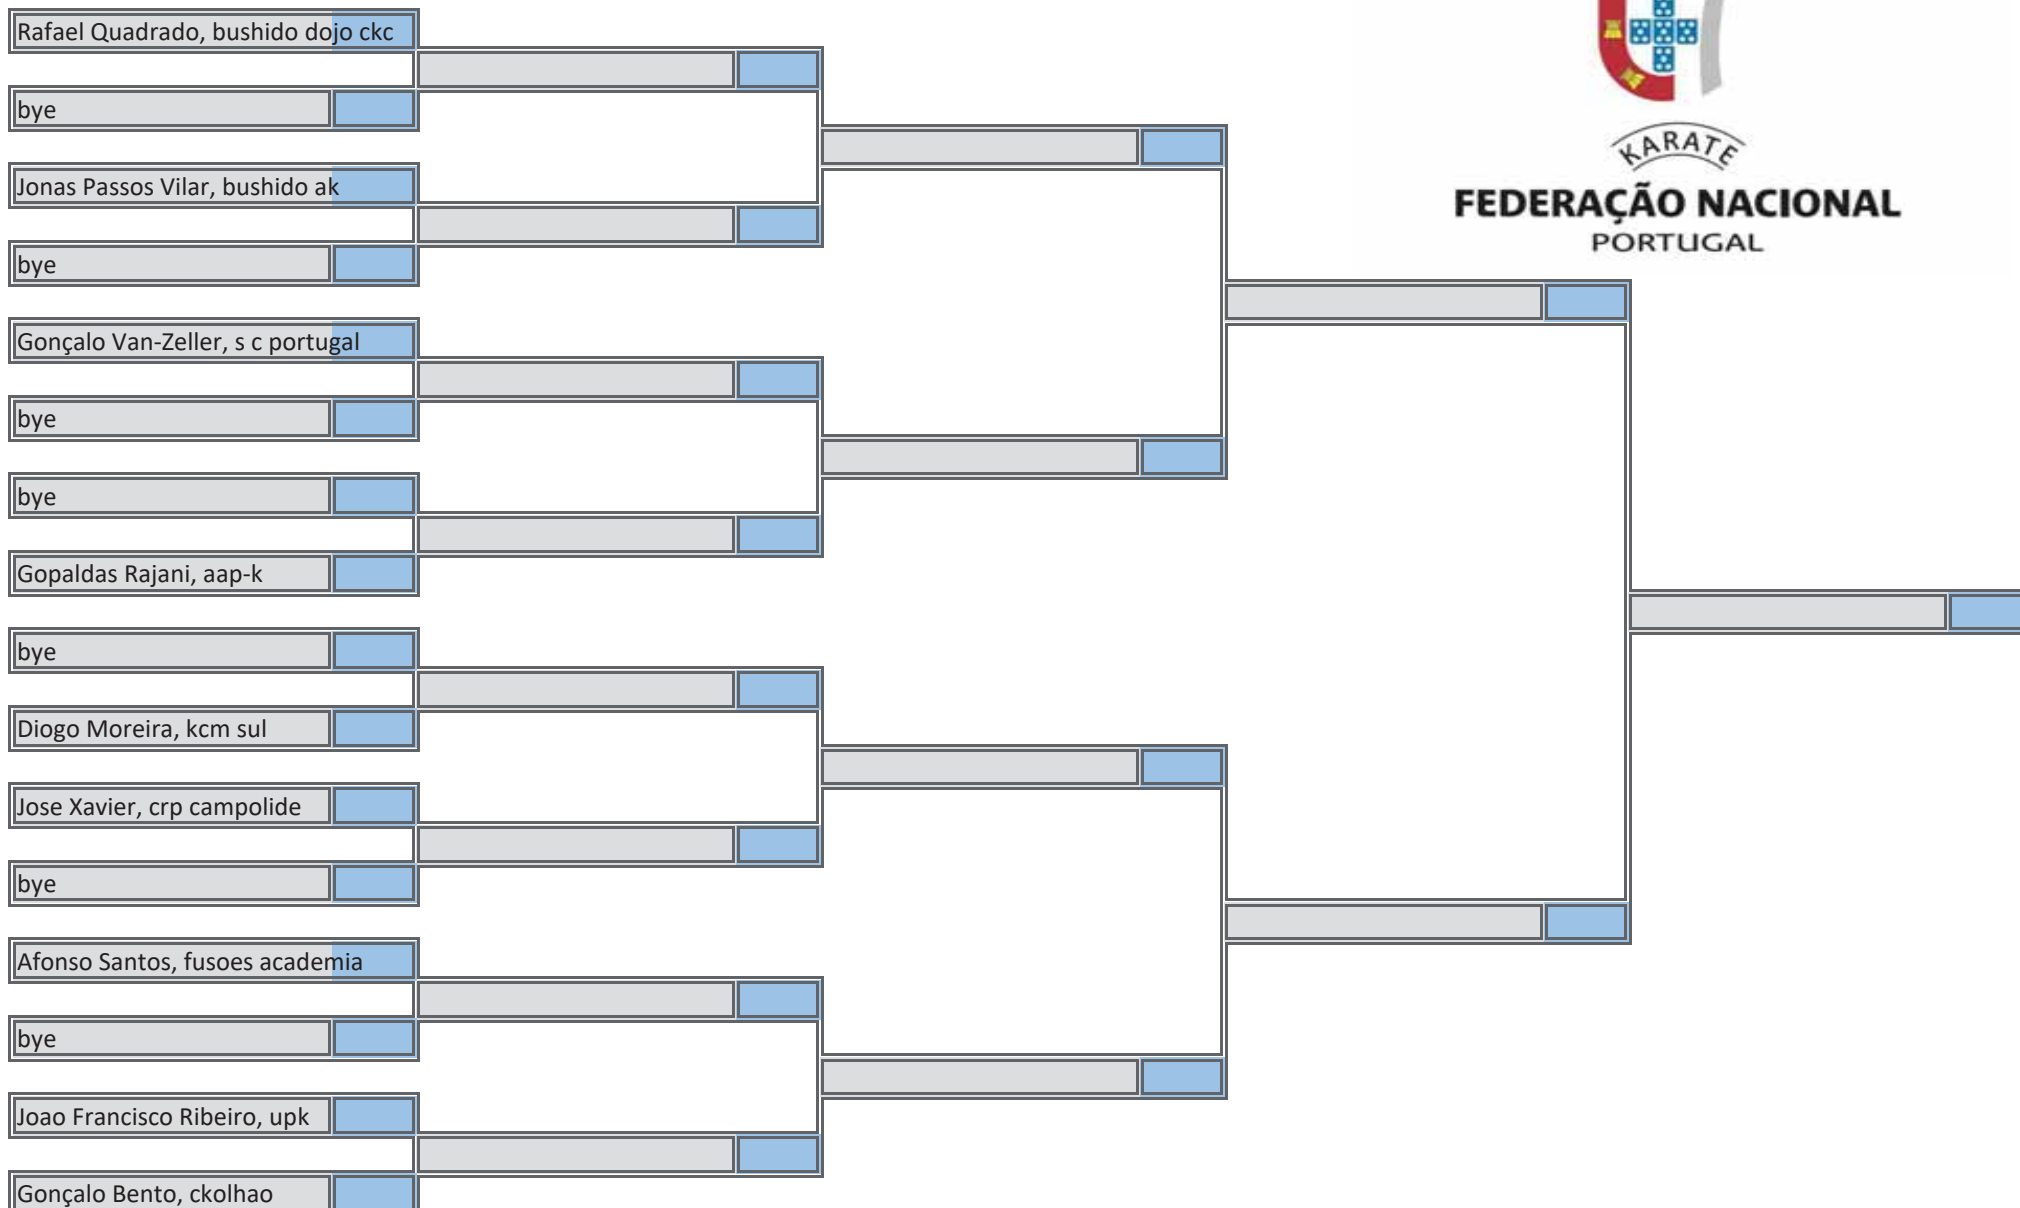 Rafael Quadrado, bushido dojo ckc
bye
Jonas Passos Vilar, bushido ak
bye
Gonçalo Van-Zeller, s c portugal
bye
bye
Gopaldas Rajani, aap-k
bye
Diogo Moreira, kcm sul
Jose Xavier, crp campolide
bye
Afonso Santos, fusoes academia
bye
Joao Francisco Ribeiro, upk
Gonçalo Bento, ckolhao
KARATE
FEDERAÇÃO NACIONAL
PORTUGAL